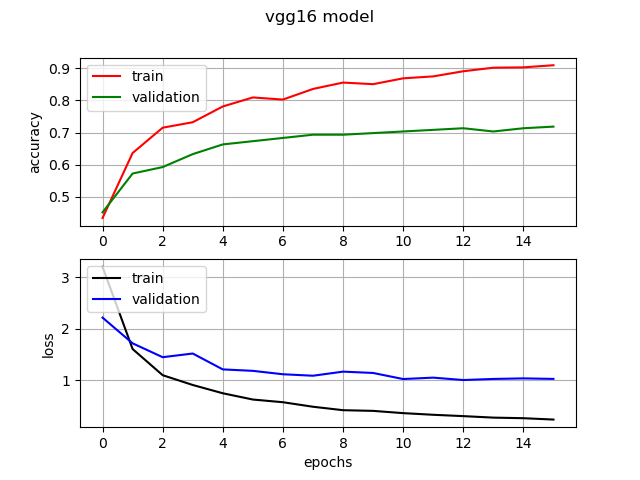 vgg16 model
accuracy
0.9
0.8
0.7
0.6
0.5
train
validation
0 2 4 6 8 10 12 14
loss
3
2
1
train
validation
0 2 4 6 8 10 12 14
epochs